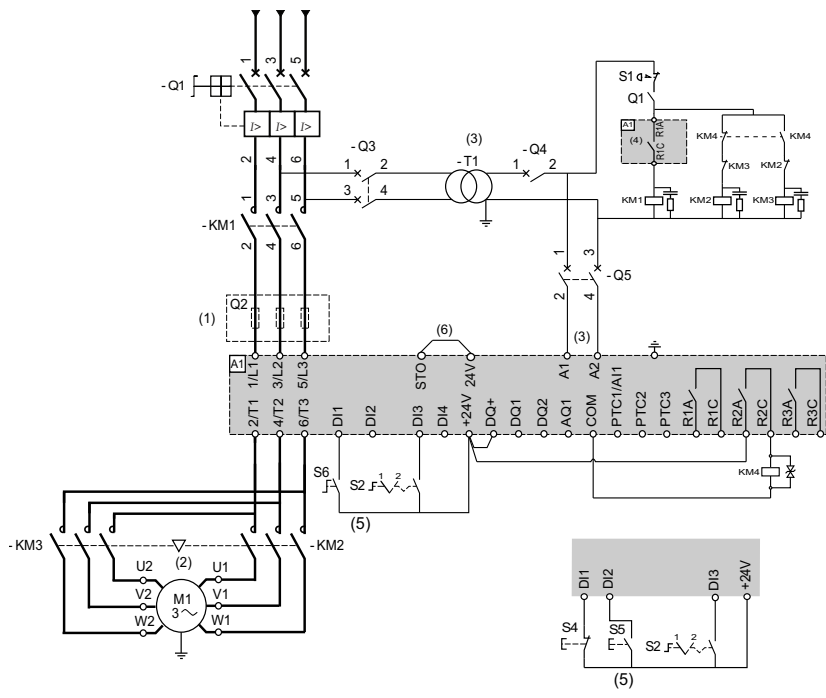 1 3 5
-Q1
I> I> I>
2 4 6
-Q3
1 2
3 4
(3)
-T1
-Q4
1 2
S1
Q1
A1
(4)
R1A
R1C
KM4 KM4
KM3 KM2
KM1 KM2 KM3
1 3 5
-KM1
2 4 6
1 3
-Q5
2 4
(1)
Q2
(6)
(3)
A1
1/L1 3/L2 5/L3 STO 24V A1 A2
2/T1 4/T2 6/T3 DI1 DI2 DI3 DI4 +24V DQ+ DQ1 DQ2 AQ1 COM PTC1/AI1 PTC2 PTC3 R1A R1C R2A R2C R3A R3C
S6
S2 1 2
(5)
KM4
-KM3
(2)
-KM2
U2 U1
V2 V1
W2 W1
M1
3~
DI1 DI2 DI3 +24V
S4 S5 S2 1 2
(5)